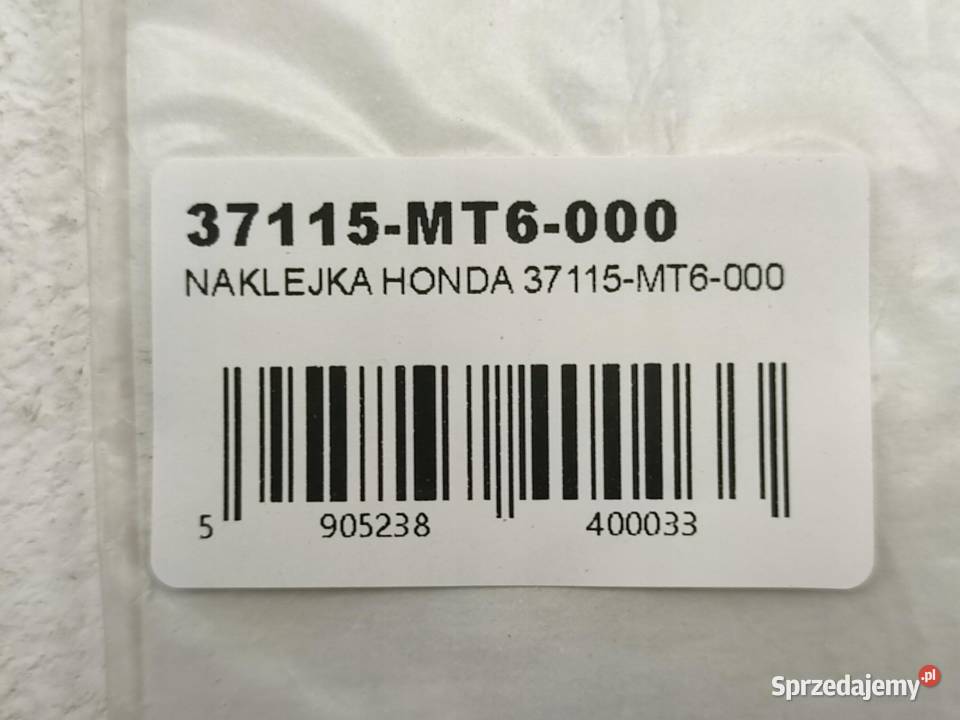 37115-MT6-000
NAKLEJKA HONDA 37115-MT6-000
5 905238 400033
Sprzedajemy.pl